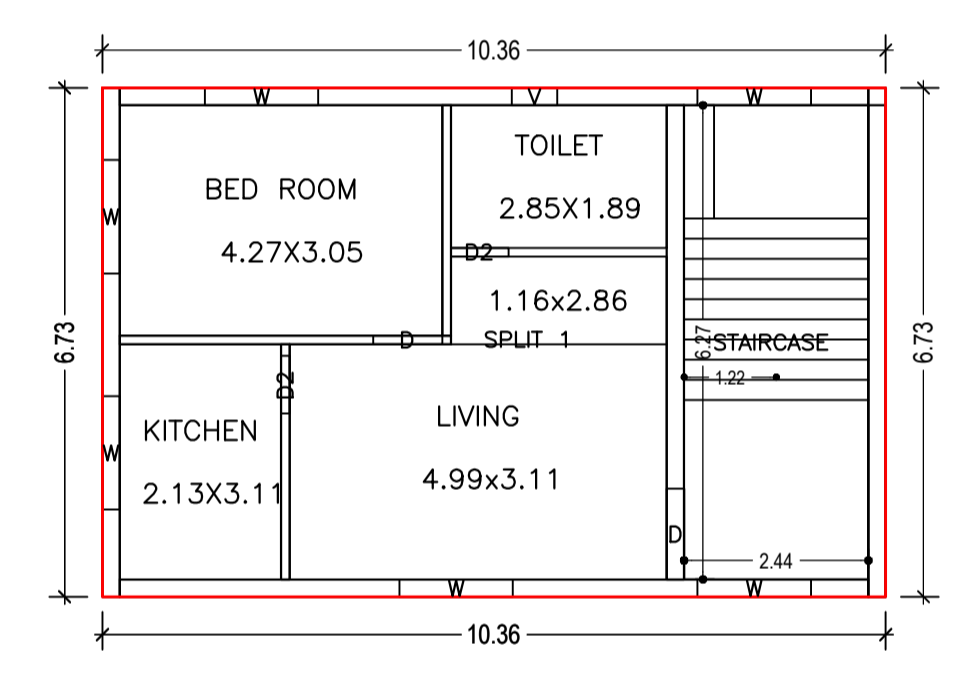 10.36
W
V
W
TOILET
2.85X1.89
BED ROOM
4.27X3.05
W
D2
1.16x2.86
SPLIT 1
D
6.73
6.27
STAIRCASE
6.73
1.22
D2
KITCHEN
2.13X3.11
LIVING
4.99x3.11
W
D
2.44
W
W
10.36